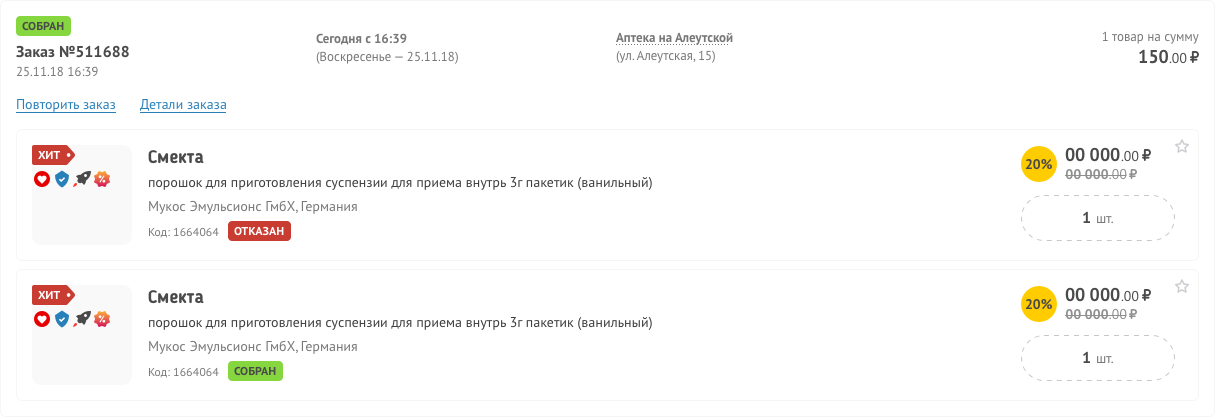 СОБРАН
Заказ №511688
25.11.18 16:39
Сегодня с 16:39
(Воскресенье — 25.11.18)
Аптека на Алеутской
(ул. Алеутская, 15)
1 товар на сумму
150.00 ₽
Повторить заказ
Детали заказа
ХИТ
Смекта
порошок для приготовления суспензии для приема внутрь 3г пакетик (ванильный)
Мукос Эмульсионс ГмбХ, Германия
Код: 1664064
ОТКАЗАН
20%
00 000.00 ₽
00 000.00 ₽
1 шт.
ХИТ
Смекта
порошок для приготовления суспензии для приема внутрь 3г пакетик (ванильный)
Мукос Эмульсионс ГмбХ, Германия
Код: 1664064
СОБРАН
20%
00 000.00 ₽
00 000.00 ₽
1 шт.